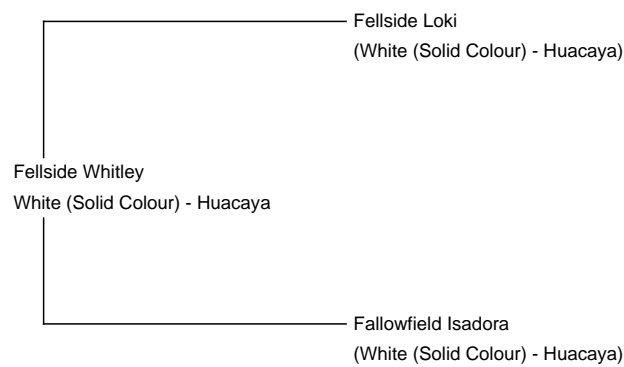 Fellside Loki
(White (Solid Colour) - Huacaya)
Fellside Whitley
White (Solid Colour) - Huacaya
Fallowfield Isadora
(White (Solid Colour) - Huacaya)